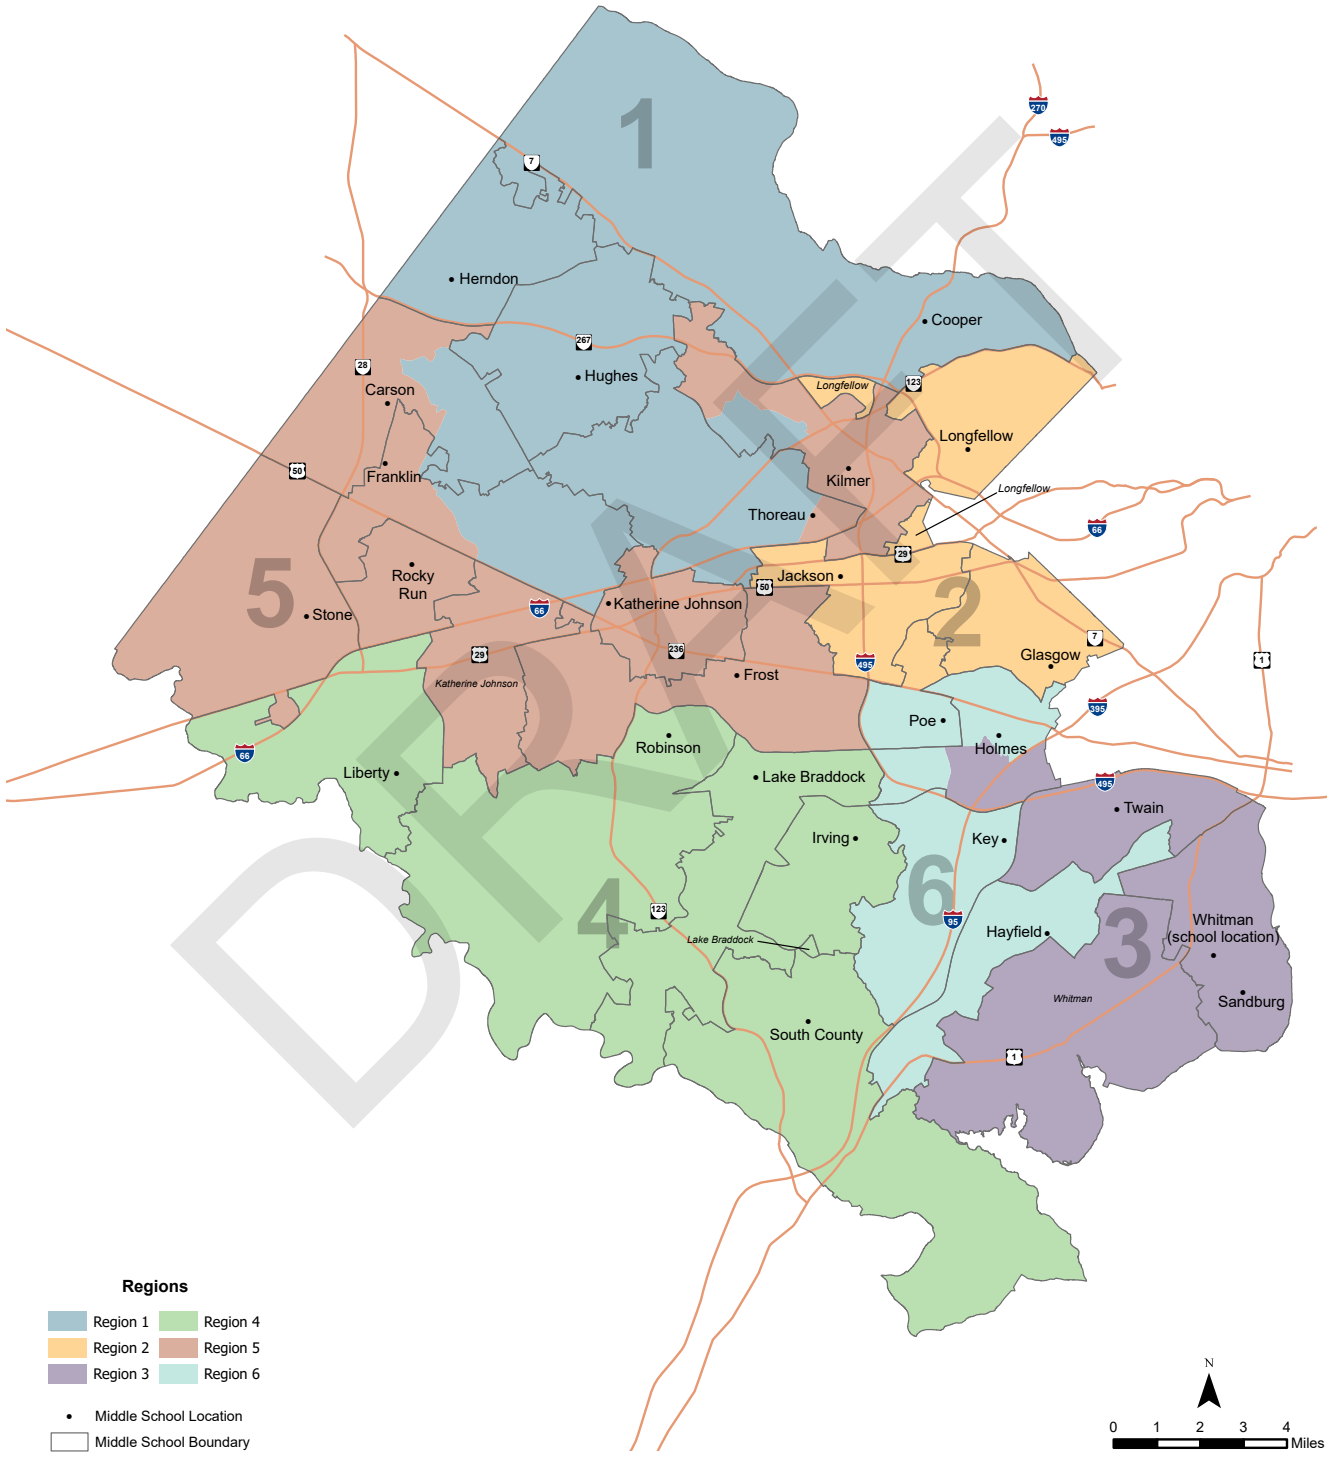 270
495
1
7
Herndon
Cooper
267
Hughes
28
Carson
Longfellow
123
Longfellow
50
Franklin
Kilmer
Longfellow
Thoreau
66
29
5
Rocky
Run
Stone
66
Katherine Johnson
50
Jackson
2
7
Glasgow
29
236
495
1
Katherine Johnson
Frost
395
Poe
Holmes
66
Liberty
Robinson
Lake Braddock
495
Twain
Irving
Key
4
123
6
95
Hayfield
3
Whitman
(school location)
Lake Braddock
Whitman
Sandburg
South County
1
DRAFT
Regions
Region 1
Region 4
Region 2
Region 5
Region 3
Region 6
Middle School Location
Middle School Boundary
N
0 1 2 3 4
Miles